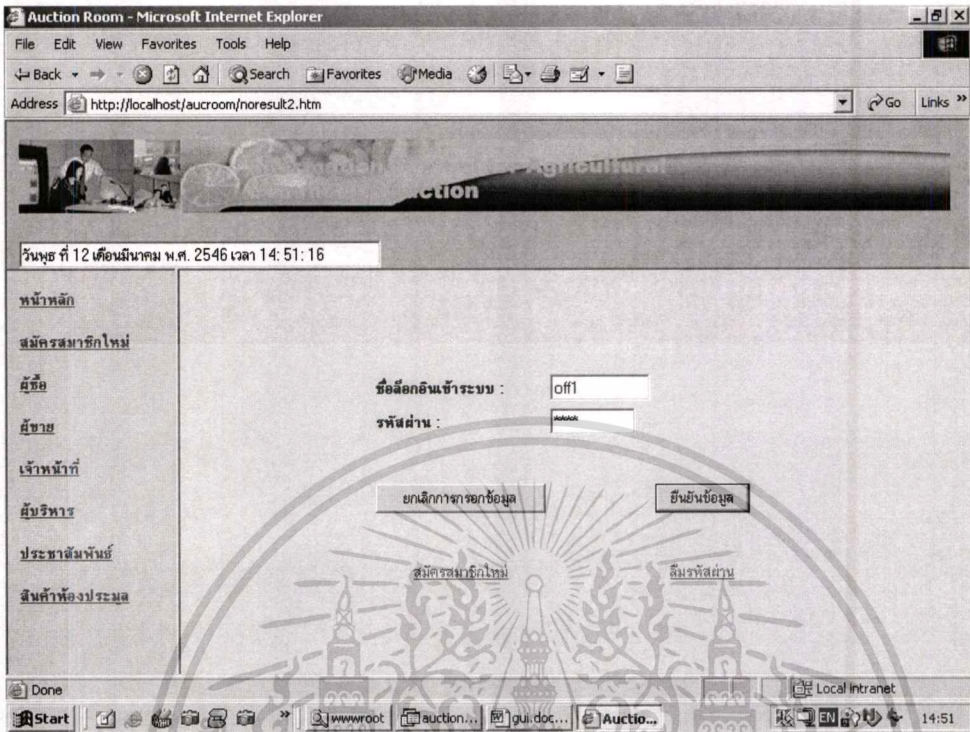 Auction Room - Microsoft Internet Explorer
File Edit View Favorites Tools Help
Back Search Favorites Media
Address http://localhost/aucroom/noresult2.htm Go Links »
Agricultural
วันพุธ ที่ 12 เดือนมีนาคม พ.ศ. 2546 เวลา 14:51:16
หน้าหลัก
สมัครสมาชิกใหม่
ผู้ซื้อ
ชื่อล็อกอินเข้าระบบ : off1
ผู้ขาย
รหัสผ่าน : ****
เจ้าหน้าที่
ยกเลิกการกรอกข้อมูล ยืนยันข้อมูล
ผู้บริหาร
ประชาสัมพันธ์
สมัครสมาชิกใหม่ ลืมรหัสผ่าน
สินค้าห้องประมูล
Done Local intranet
Start » wwwroot auction... gui.doc... Auctio... EN 14:51